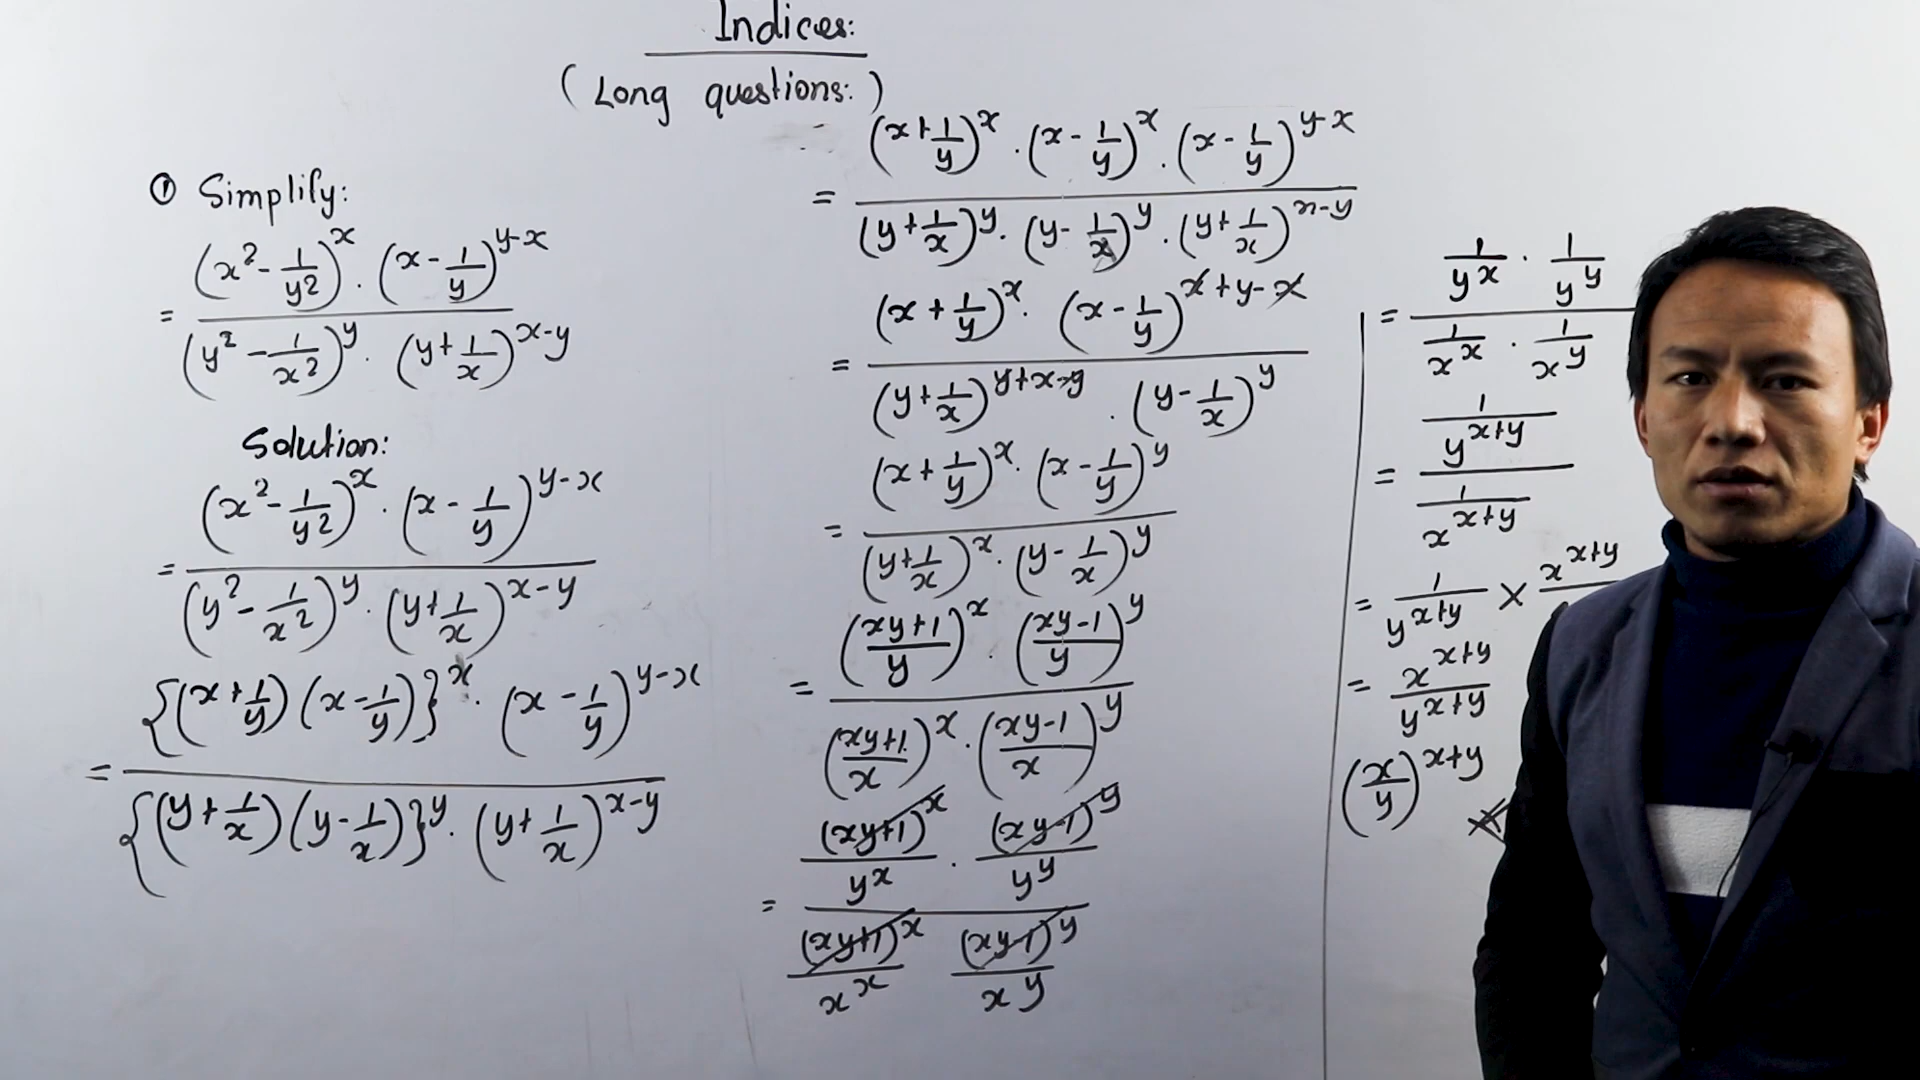 Indices:
(Long questions:)
① Simplify:
= (x² - 1/y²)^x . (x - 1/y)^(y-x)
(y² - 1/x²)^y . (y + 1/x)^(x-y)
Solution:
= (x² - 1/y²)^x . (x - 1/y)^(y-x)
(y² - 1/x²)^y . (y + 1/x)^(x-y)
= {(x + 1/y)(x - 1/y)}^x . (x - 1/y)^(y-x)
{(y + 1/x)(y - 1/x)}^y . (y + 1/x)^(x-y)
= (x + 1/y)^x . (x - 1/y)^x . (x - 1/y)^(y-x)
(y + 1/x)^y . (y - 1/x)^y . (y + 1/x)^(x-y)
= (x + 1/y)^x . (x - 1/y)^(x+y-x)
(y + 1/x)^(y+x-y) . (y - 1/x)^y
= (x + 1/y)^x . (x - 1/y)^y
(y + 1/x)^x . (y - 1/x)^y
= ((xy+1)/y)^x . ((xy-1)/y)^y
((xy+1)/x)^x . ((xy-1)/x)^y
= (xy+1)^x/y^x . (xy-1)^y/y^y
(xy+1)^x/x^x (xy-1)^y/x^y
= 1/y^x . 1/y^y
1/x^x . 1/x^y
= 1/y^(x+y)
1/x^(x+y)
= 1/y^(x+y) × x^(x+y)
= x^(x+y)/y^(x+y)
(x/y)^(x+y)